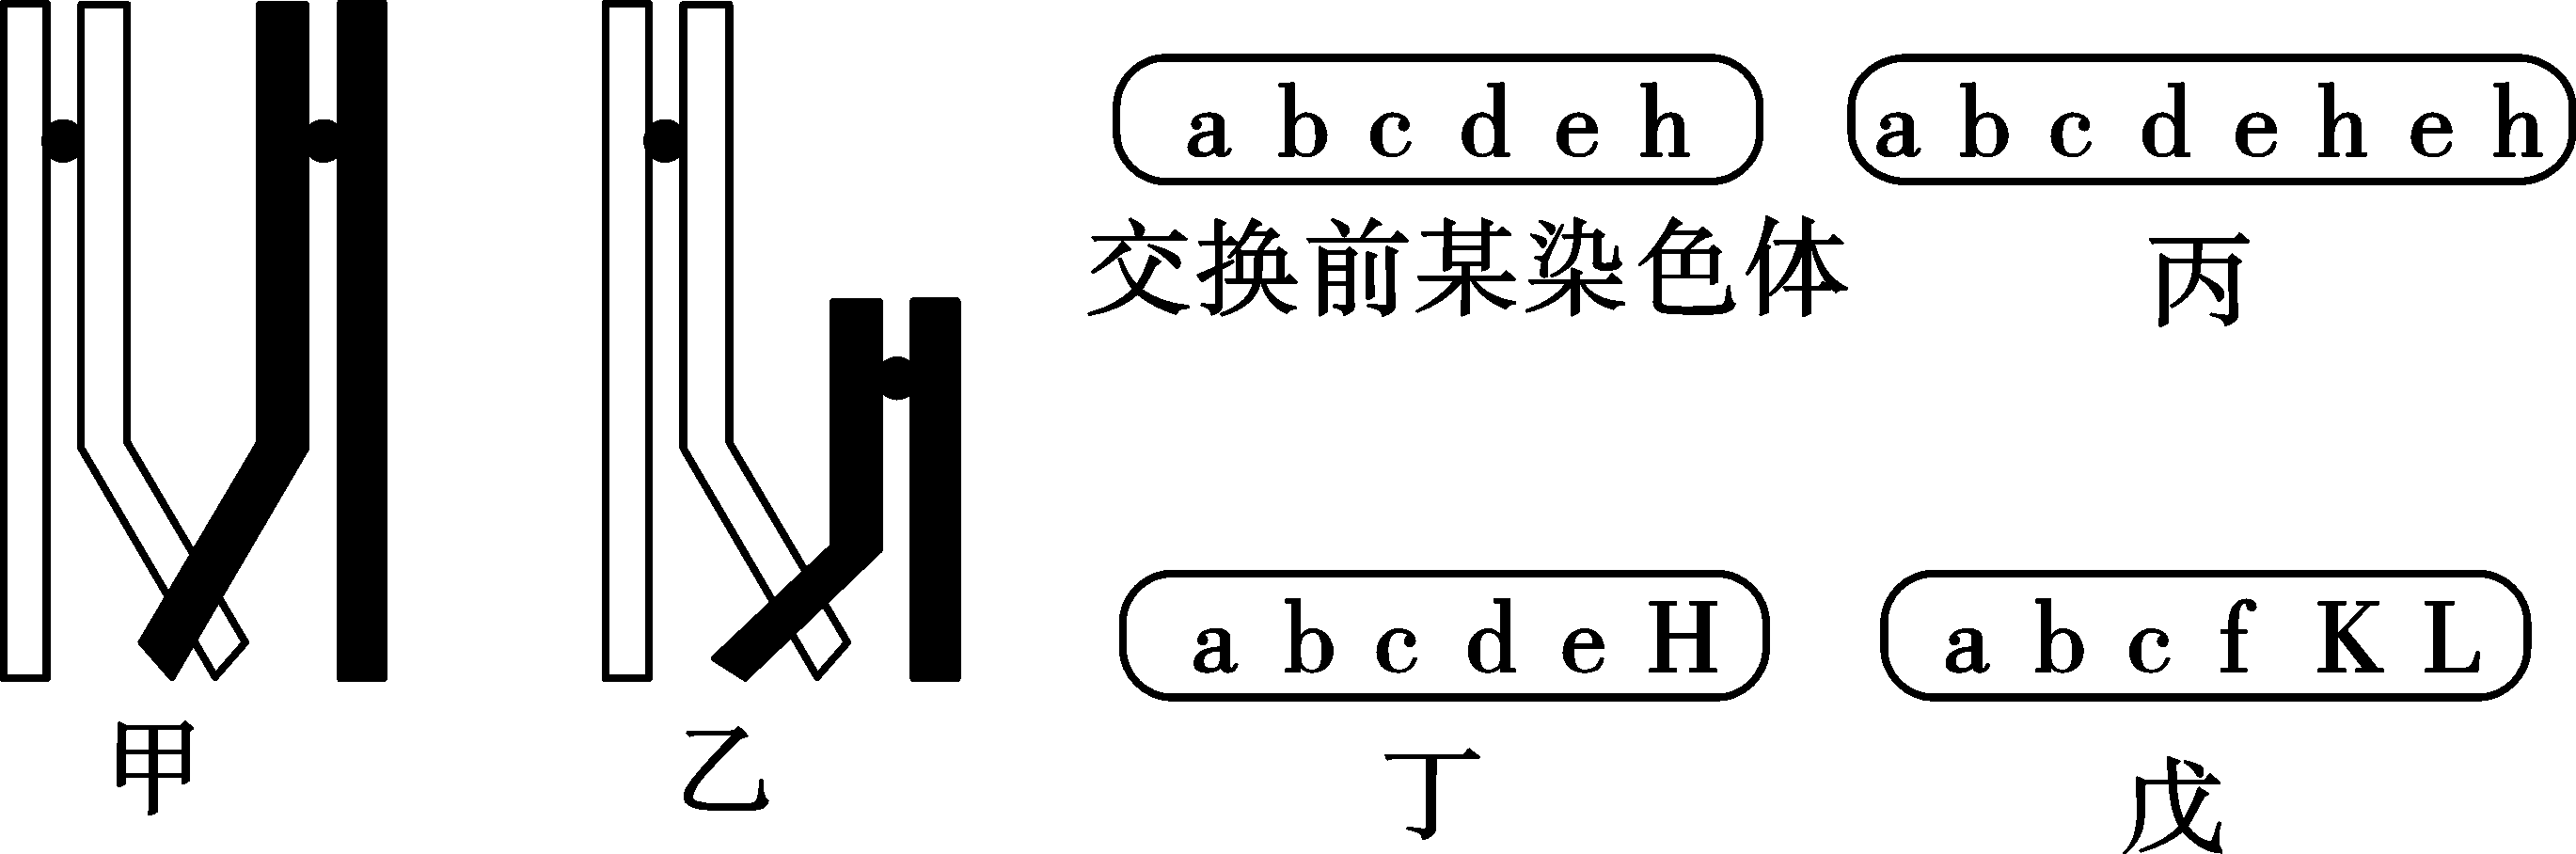 a b c d e h
a b c d e h e h
交换前某染色体
丙
a b c d e H
a b c f K L
甲
乙
丁
戊